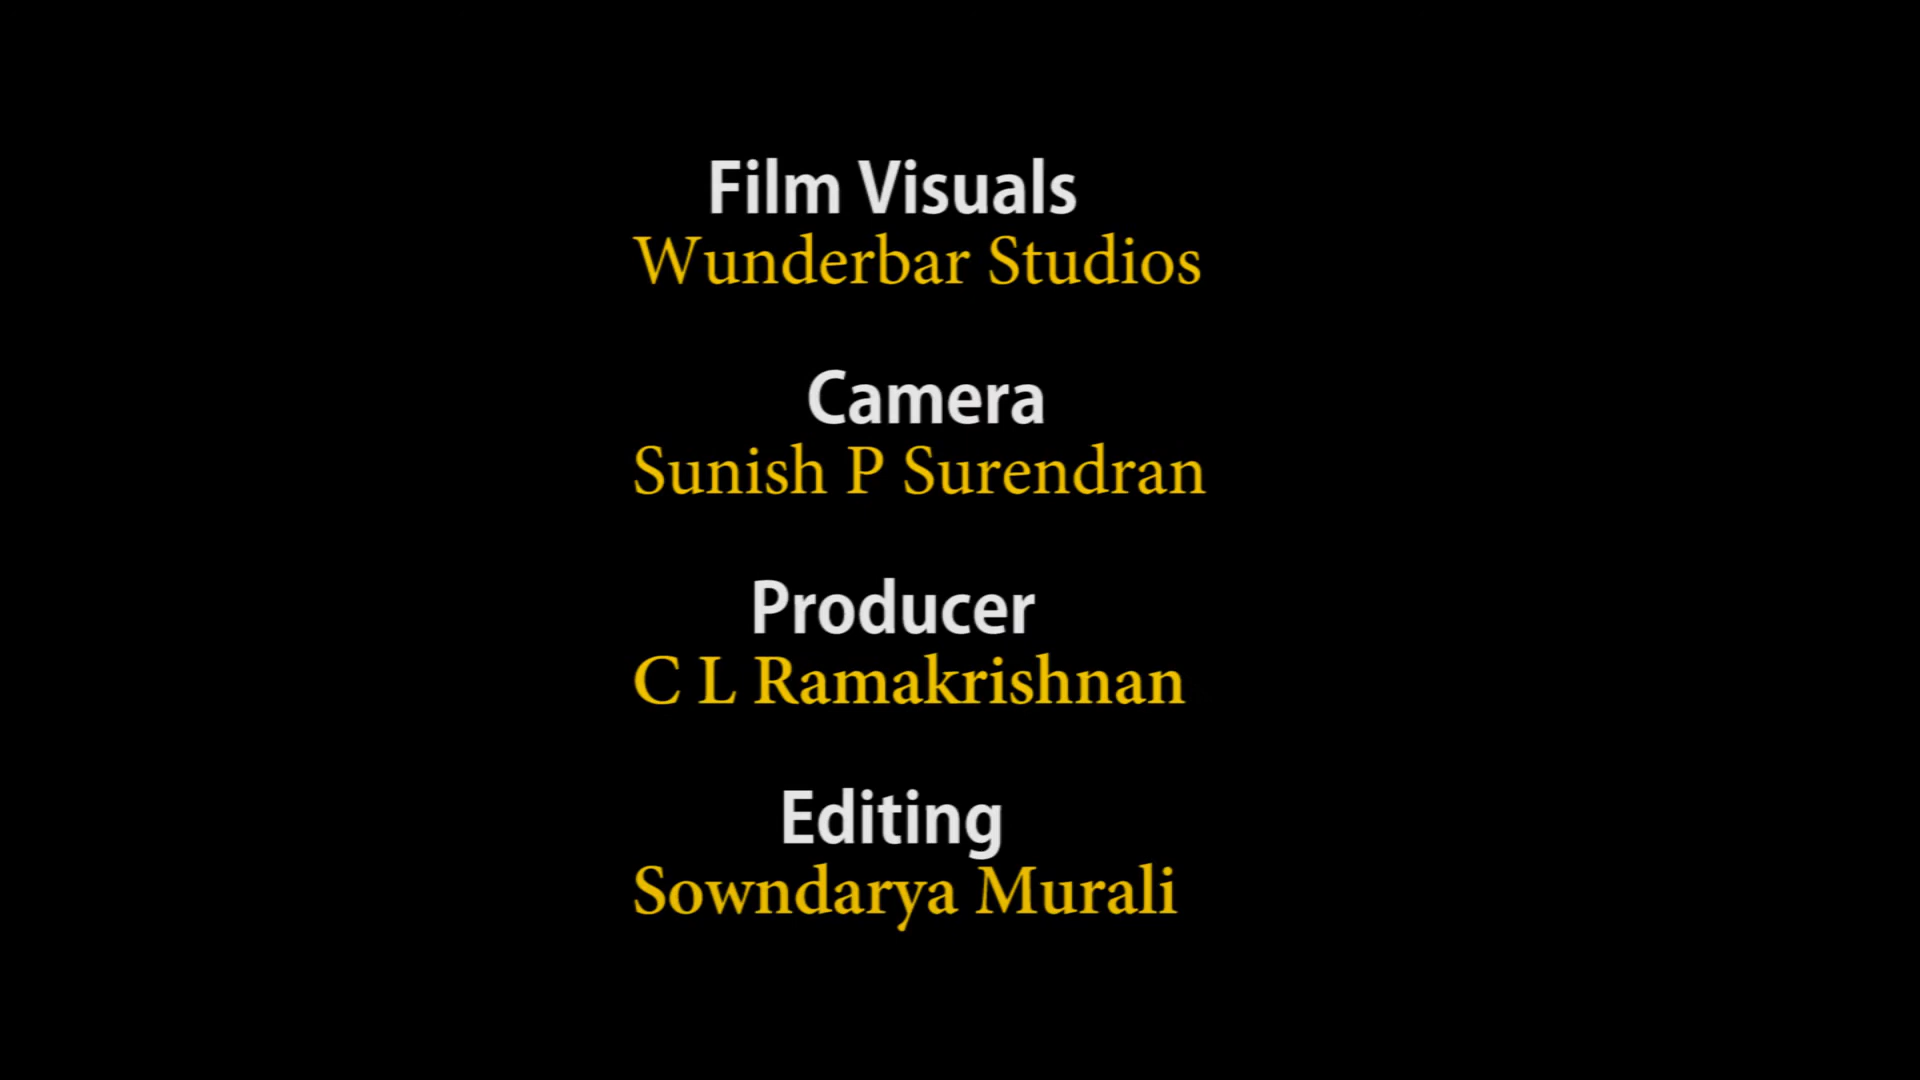 Film Visuals
Wunderbar Studios
Camera
Sunish P Surendran
Producer
C L Ramakrishnan
Editing
Sowndarya Murali